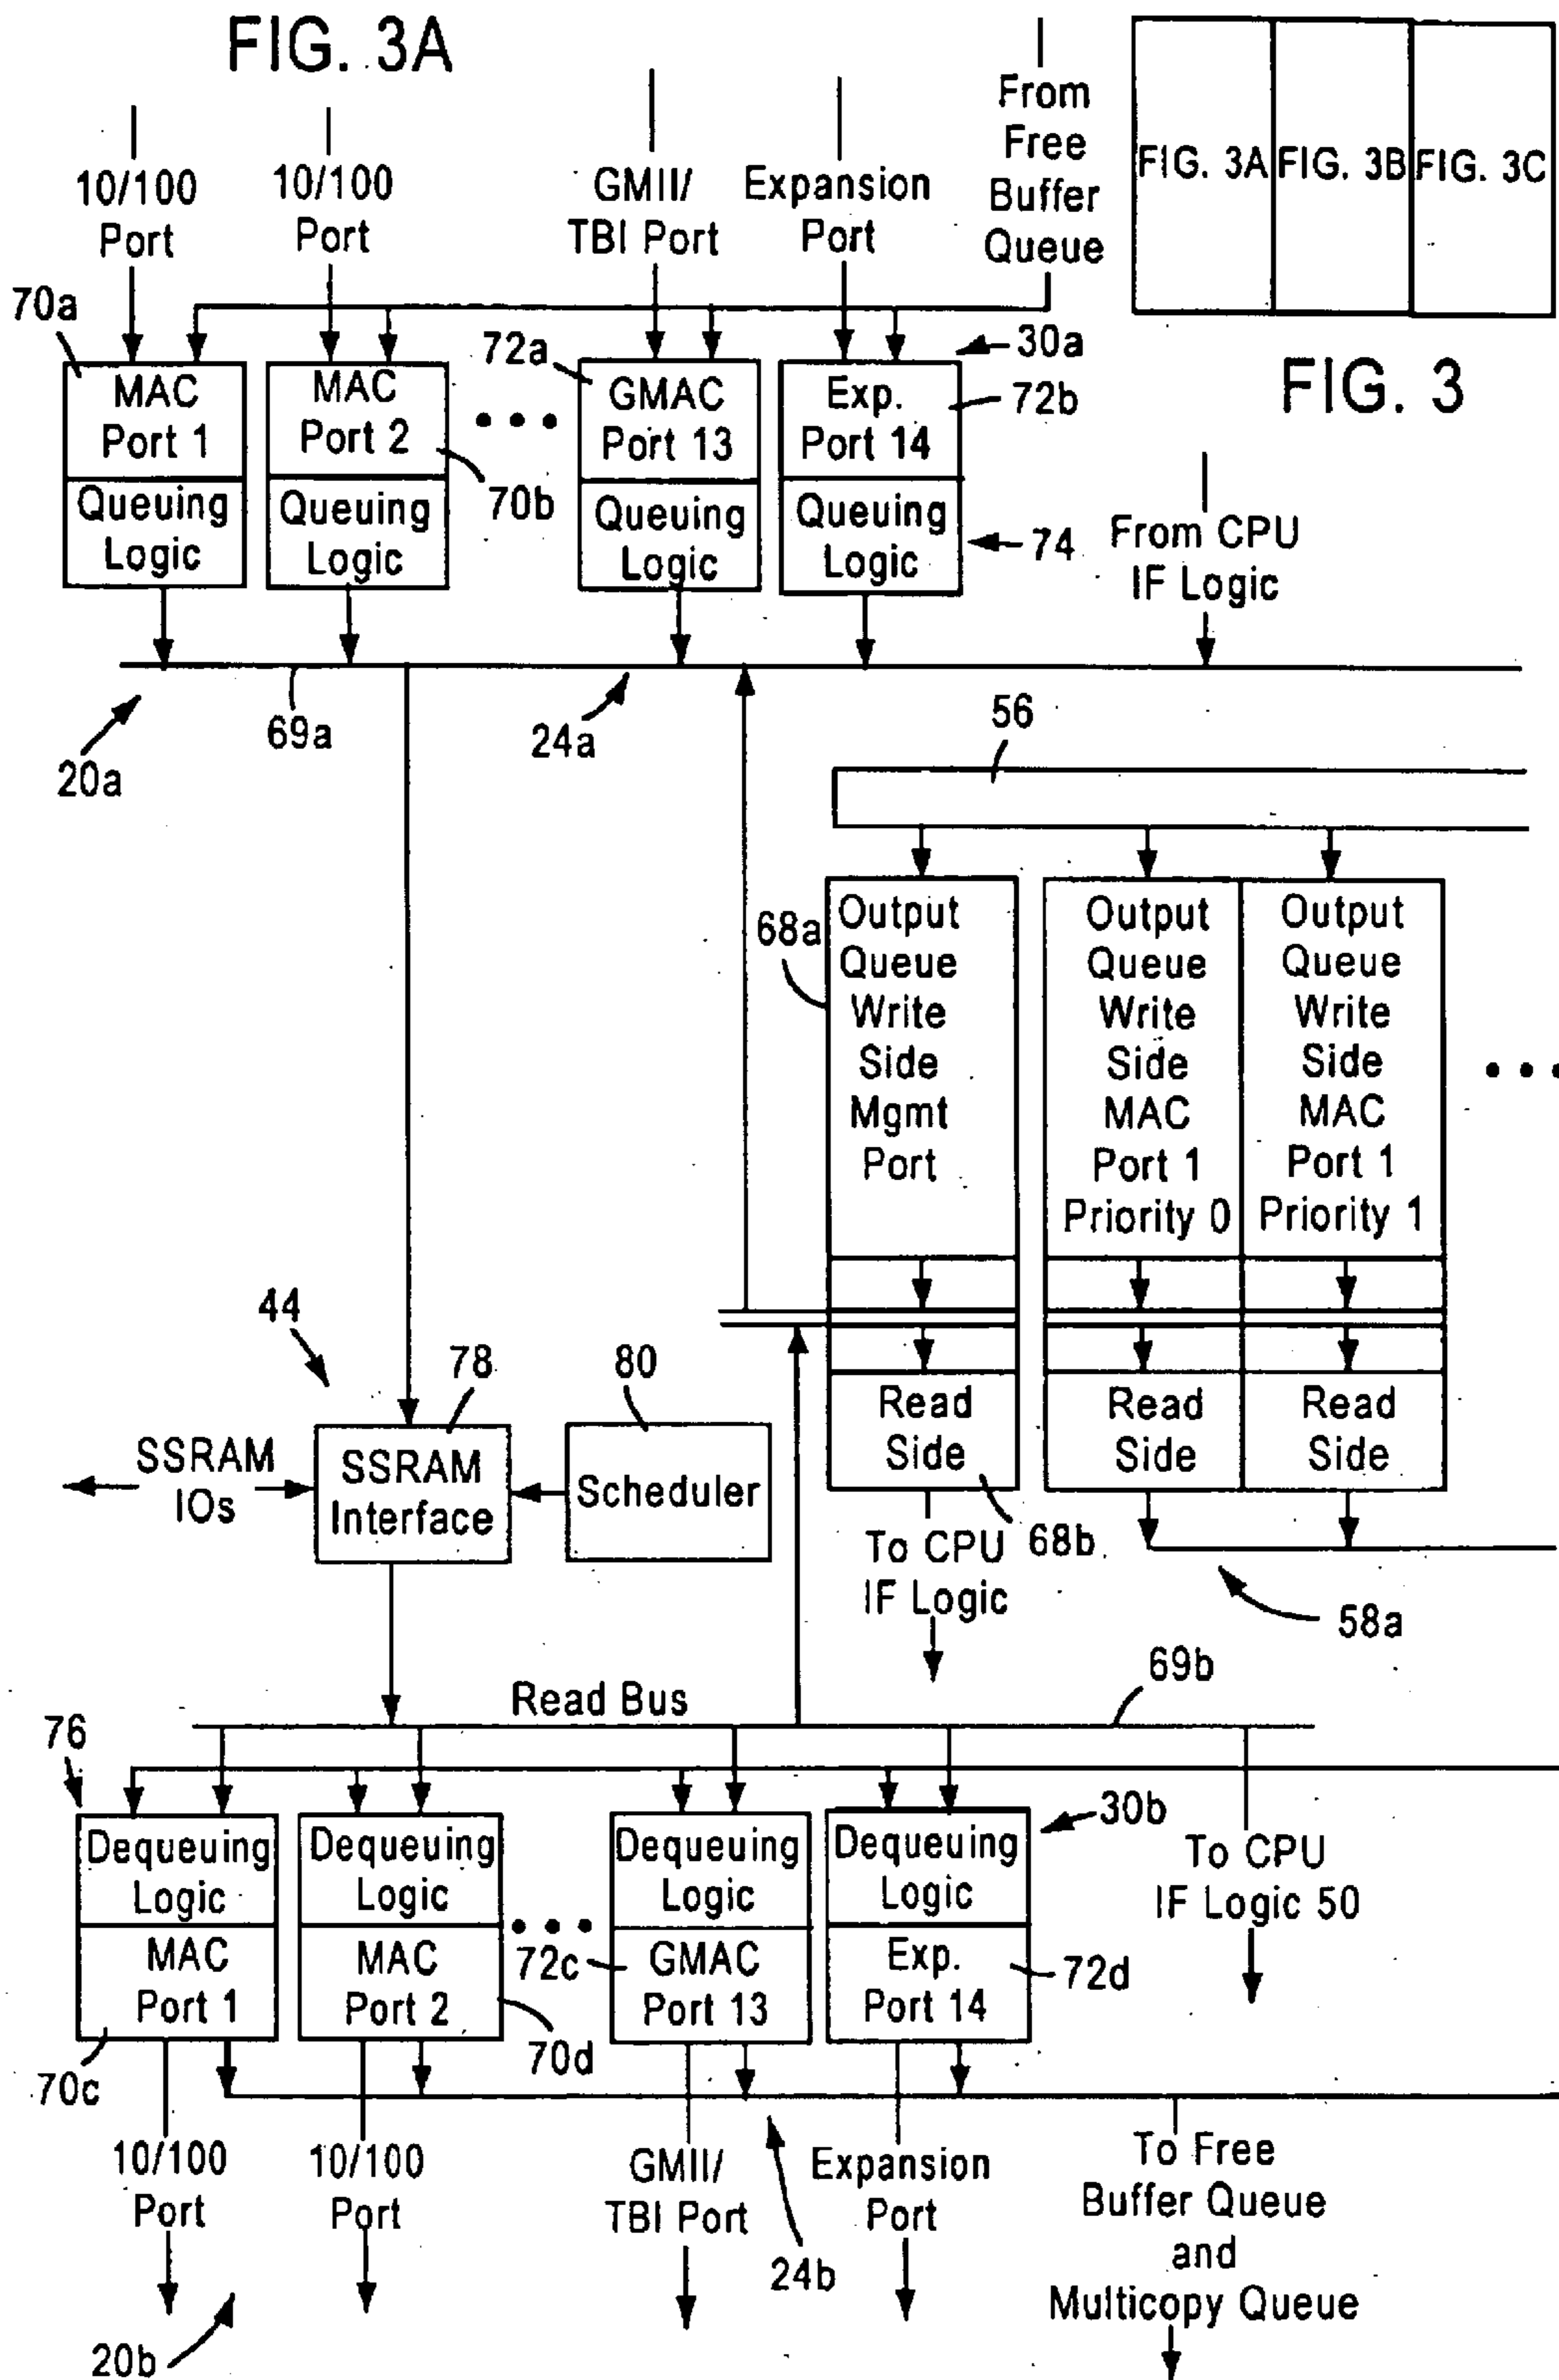 FIG. 3A
10/100
Port
10/100
Port
GMII/
TBI Port
Expansion
Port
From
Free
Buffer
Queue
FIG. 3A
FIG. 3B
FIG. 3C
FIG. 3
70a
MAC
Port 1
Queuing
Logic
MAC
Port 2
Queuing
Logic
70b
72a
GMAC
Port 13
Queuing
Logic
30a
Exp.
Port 14
72b
Queuing
Logic
74
From CPU
IF Logic
20a
69a
24a
56
68a
Output
Queue
Write
Side
Mgmt
Port
Output
Queue
Write
Side
MAC
Port 1
Priority 0
Output
Queue
Write
Side
MAC
Port 1
Priority 1
Read
Side
Read
Side
Read
Side
68b
To CPU
IF Logic
58a
44
78
80
SSRAM
IOs
SSRAM
Interface
Scheduler
Read Bus
69b
76
Dequeuing
Logic
MAC
Port 1
70c
Dequeuing
Logic
MAC
Port 2
70d
Dequeuing
Logic
72c
GMAC
Port 13
30b
Dequeuing
Logic
Exp.
Port 14
72d
To CPU
IF Logic 50
10/100
Port
10/100
Port
GMII/
TBI Port
Expansion
Port
24b
To Free
Buffer Queue
and
Multicopy Queue
20b